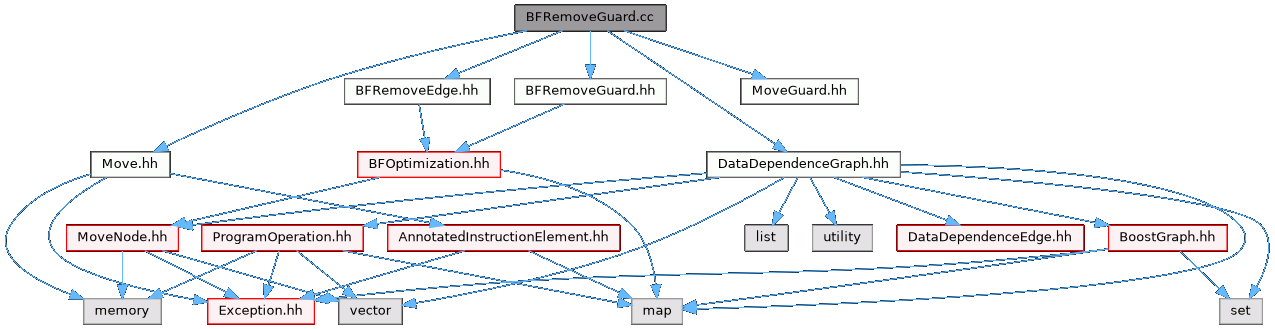 BFRemoveGuard.cc
BFRemoveEdge.hh
BFRemoveGuard.hh
MoveGuard.hh
Move.hh
BFOptimization.hh
DataDependenceGraph.hh
MoveNode.hh
ProgramOperation.hh
AnnotatedInstructionElement.hh
list
utility
DataDependenceEdge.hh
BoostGraph.hh
memory
Exception.hh
vector
map
set